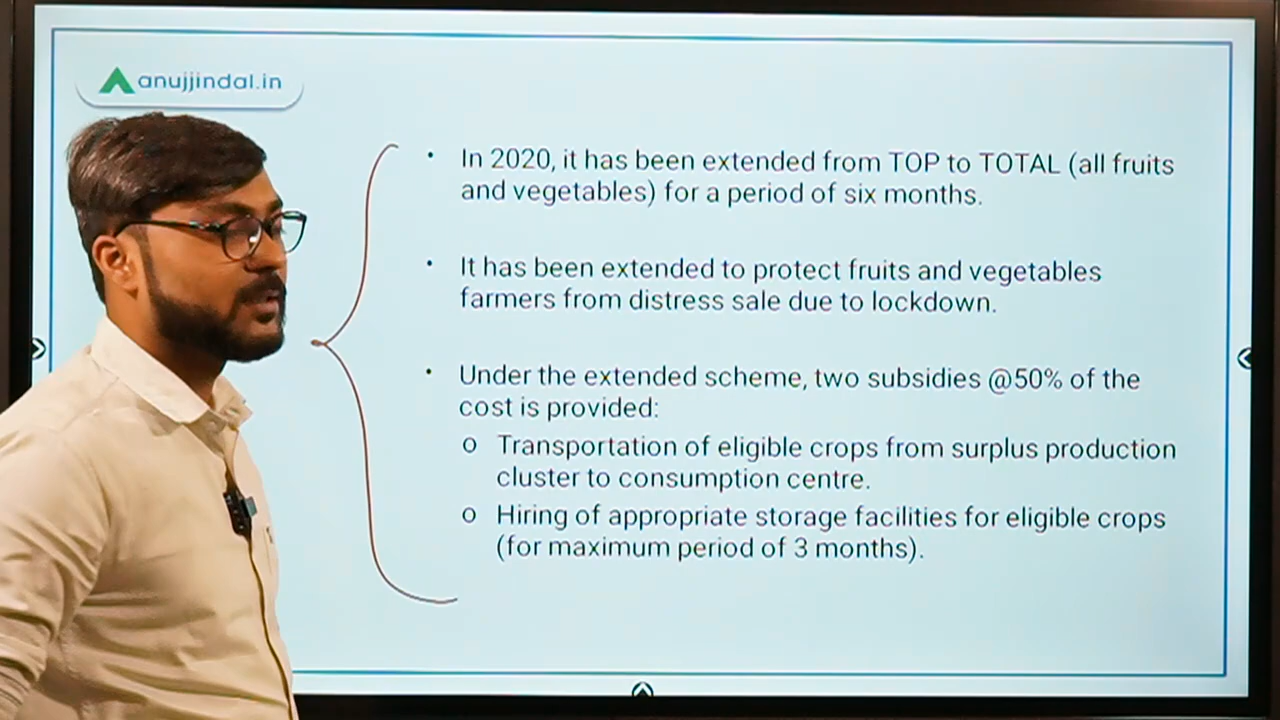 anujjindal.in
• In 2020, it has been extended from TOP to TOTAL (all fruits
and vegetables) for a period of six months.
• It has been extended to protect fruits and vegetables
farmers from distress sale due to lockdown.
• Under the extended scheme, two subsidies @50% of the
cost is provided:
o Transportation of eligible crops from surplus production
cluster to consumption centre.
o Hiring of appropriate storage facilities for eligible crops
(for maximum period of 3 months).